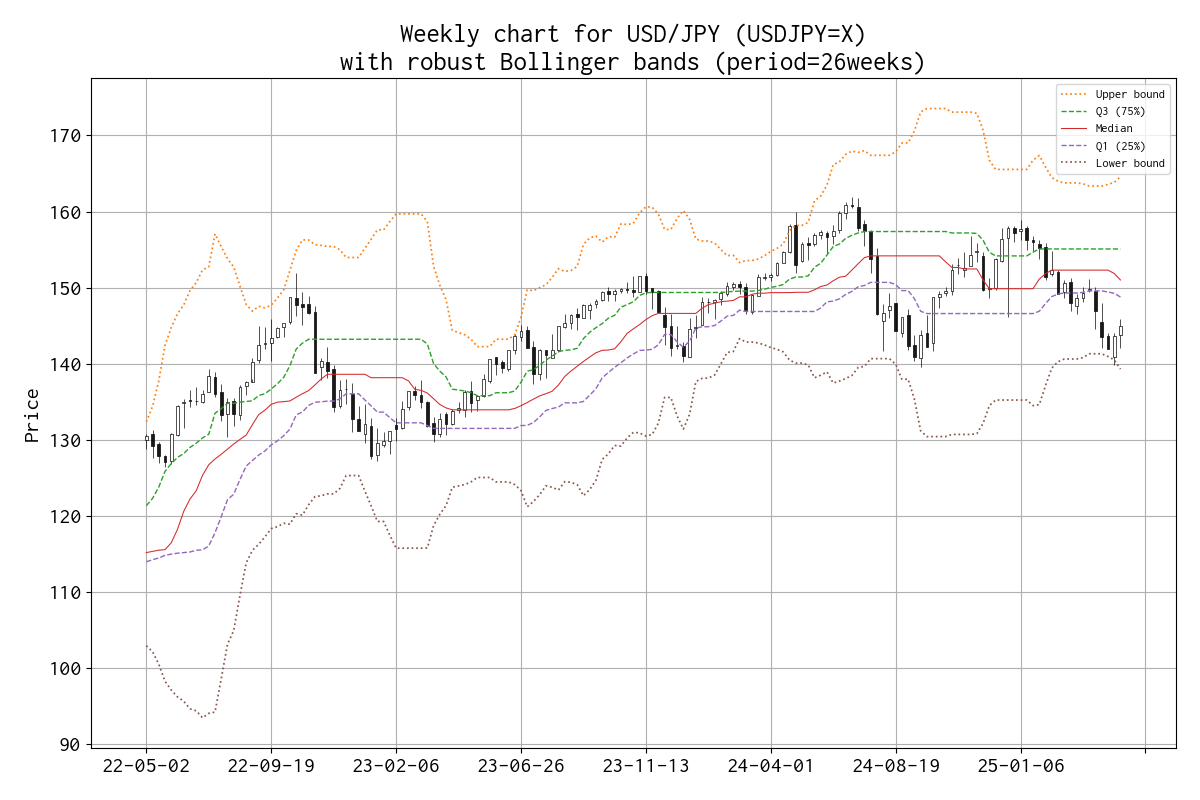 Weekly chart for USD/JPY (USDJPY=X)
with robust Bollinger bands (period=26weeks)
Upper bound
Q3 (75%)
Median
Q1 (25%)
Lower bound
Price
170
160
150
140
130
120
110
100
90
22-05-02
22-09-19
23-02-06
23-06-26
23-11-13
24-04-01
24-08-19
25-01-06